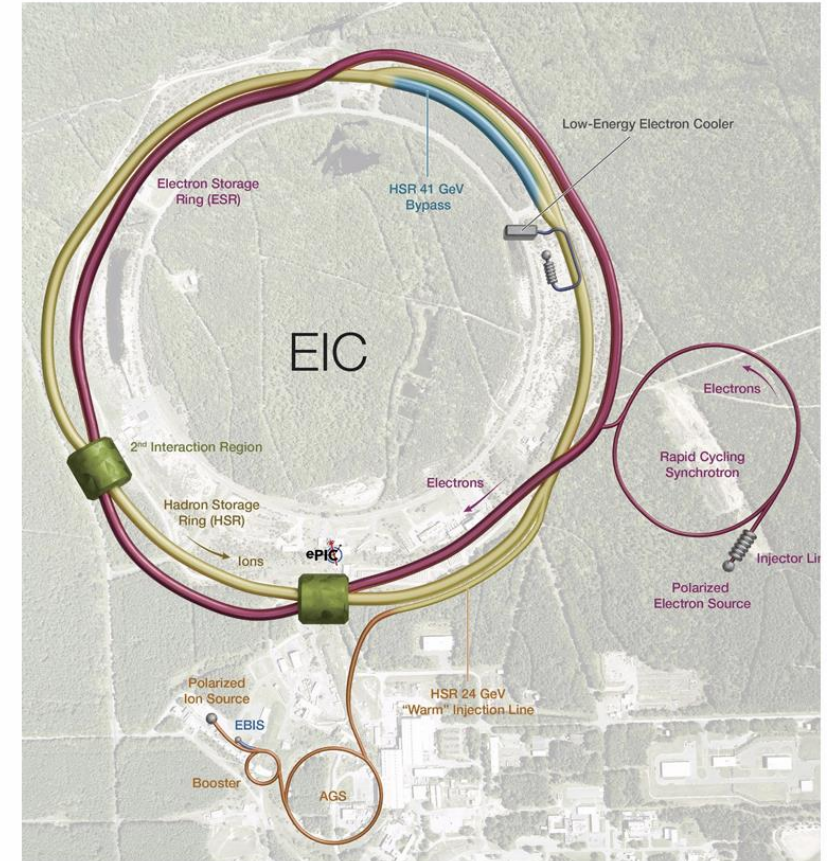 Low-Energy Electron Cooler
Electron Storage
Ring (ESR)
HSR 41 GeV
Bypass
EIC
Electrons
Rapid Cycling
Synchrotron
2nd Interaction Region
Electrons
Hadron Storage
Ring (HSR)
Ions
ePIC
Injector Li
Polarized
Electron Source
Polarized
Ion Source
HSR 24 GeV
“Warm” Injection Line
EBIS
Booster
AGS